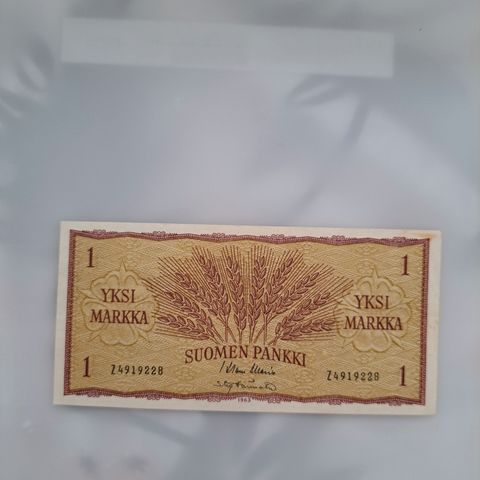 1 1
YKSI
MARKKA
YKSI
MARKKA
SUOMEN PANKKI
1 Z4919228 Z4919228 1
1963